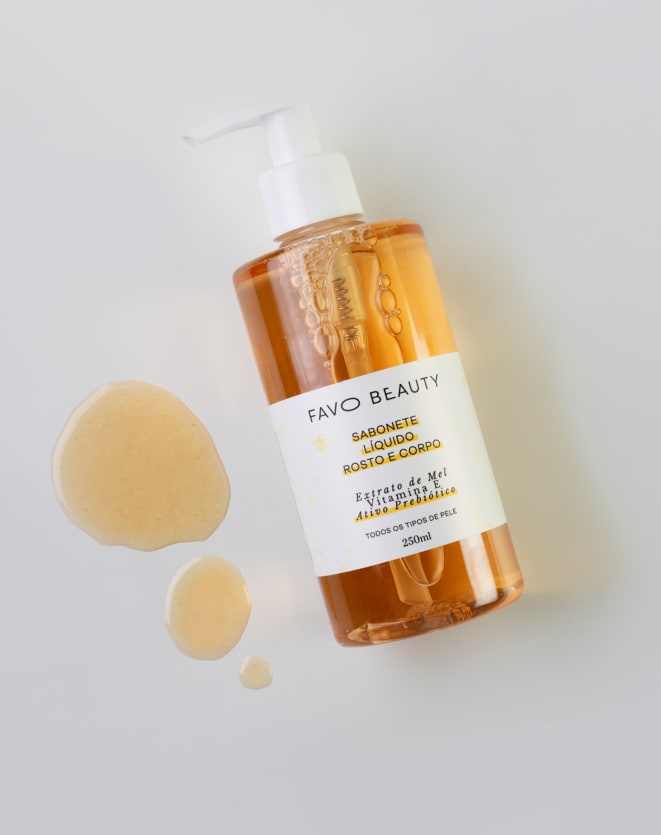 FAVO BEAUTY
SABONETE
LÍQUIDO
ROSTO E CORPO
Extrato de Mel
Vitamina E
Ativo Prebiótico
TODOS OS TIPOS DE PELE
250ml